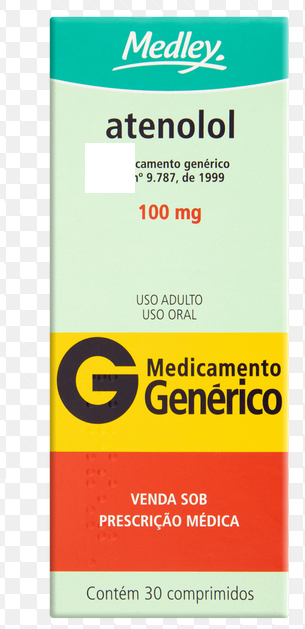 Medley.
atenolol
genérico
nº 9.787, de 1999
100 mg
USO ADULTO
USO ORAL
G Medicamento
Genérico
VENDA SOB
PRESCRIÇÃO MÉDICA
Contém 30 comprimidos